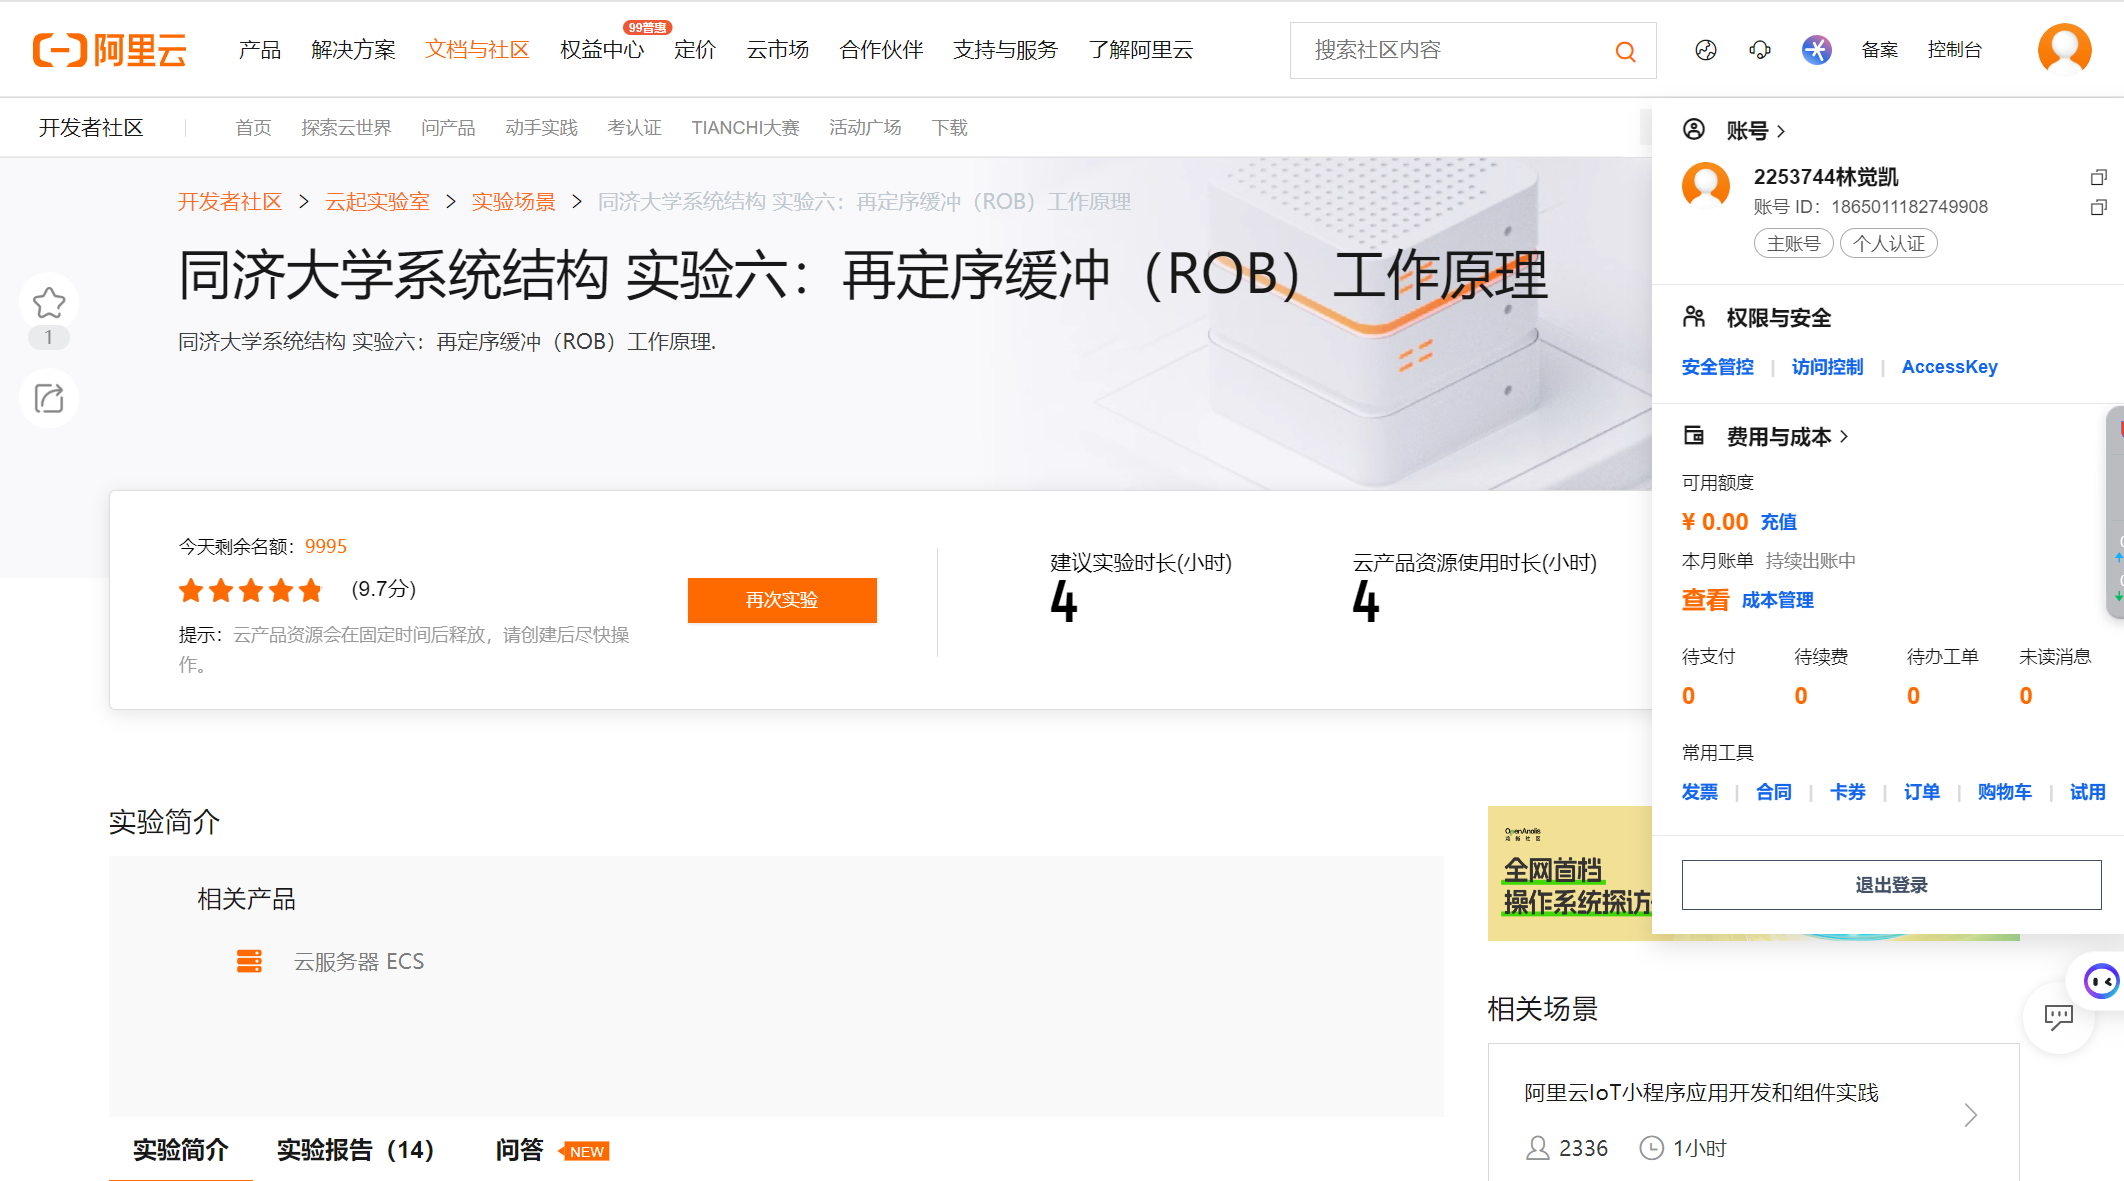 阿里云
产品
解决方案
文档与社区
权益中心
99普惠
定价
云市场
合作伙伴
支持与服务
了解阿里云
搜索社区内容
备案
控制台
开发者社区
首页
探索云世界
问产品
动手实践
考认证
TIANCHI大赛
活动广场
下载
开发者社区 > 云起实验室 > 实验场景 > 同济大学系统结构 实验六：再定序缓冲（ROB）工作原理
同济大学系统结构 实验六：再定序缓冲（ROB）工作原理
同济大学系统结构 实验六：再定序缓冲（ROB）工作原理.
1
今天剩余名额：9995
(9.7分)
提示：云产品资源会在固定时间后释放，请创建后尽快操
作。
再次实验
建议实验时长(小时)
4
云产品资源使用时长(小时)
4
实验简介
相关产品
云服务器 ECS
实验简介
实验报告（14）
问答
NEW
OpenAnolis
龙蜥社区
全网首档
操作系统探访
相关场景
阿里云IoT小程序应用开发和组件实践
2336
1小时
账号 >
2253744林觉凯
账号 ID：1865011182749908
主账号
个人认证
权限与安全
安全管控 | 访问控制 | AccessKey
费用与成本 >
可用额度
¥ 0.00 充值
本月账单 持续出账中
查看 成本管理
待支付
待续费
待办工单
未读消息
0
0
0
0
常用工具
发票 | 合同 | 卡券 | 订单 | 购物车 | 试用
退出登录